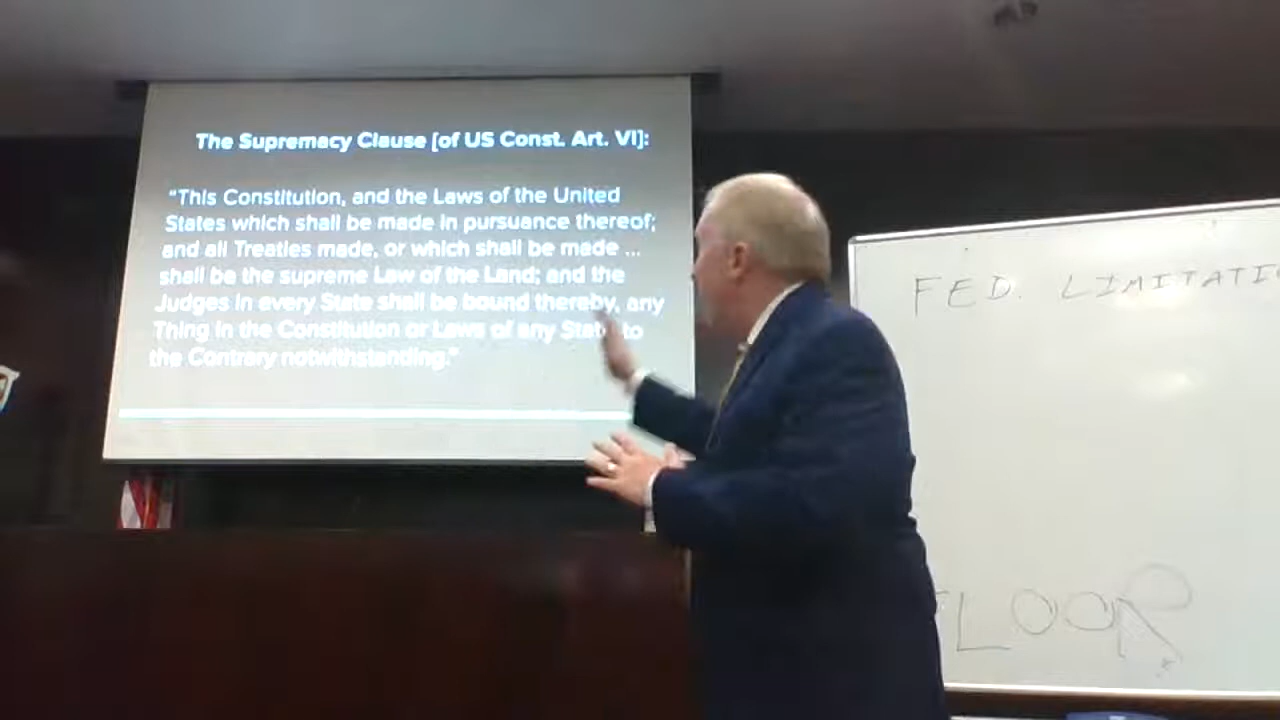 The Supremacy Clause [of US Const. Art. VI]:
"This Constitution, and the Laws of the United
States which shall be made in pursuance thereof;
and all Treaties made, or which shall be made ...
shall be the supreme Law of the Land; and the
Judges in every State shall be bound thereby, any
Thing in the Constitution or Laws of any State to
the Contrary notwithstanding."
FED. LIMITATI
FLOOR